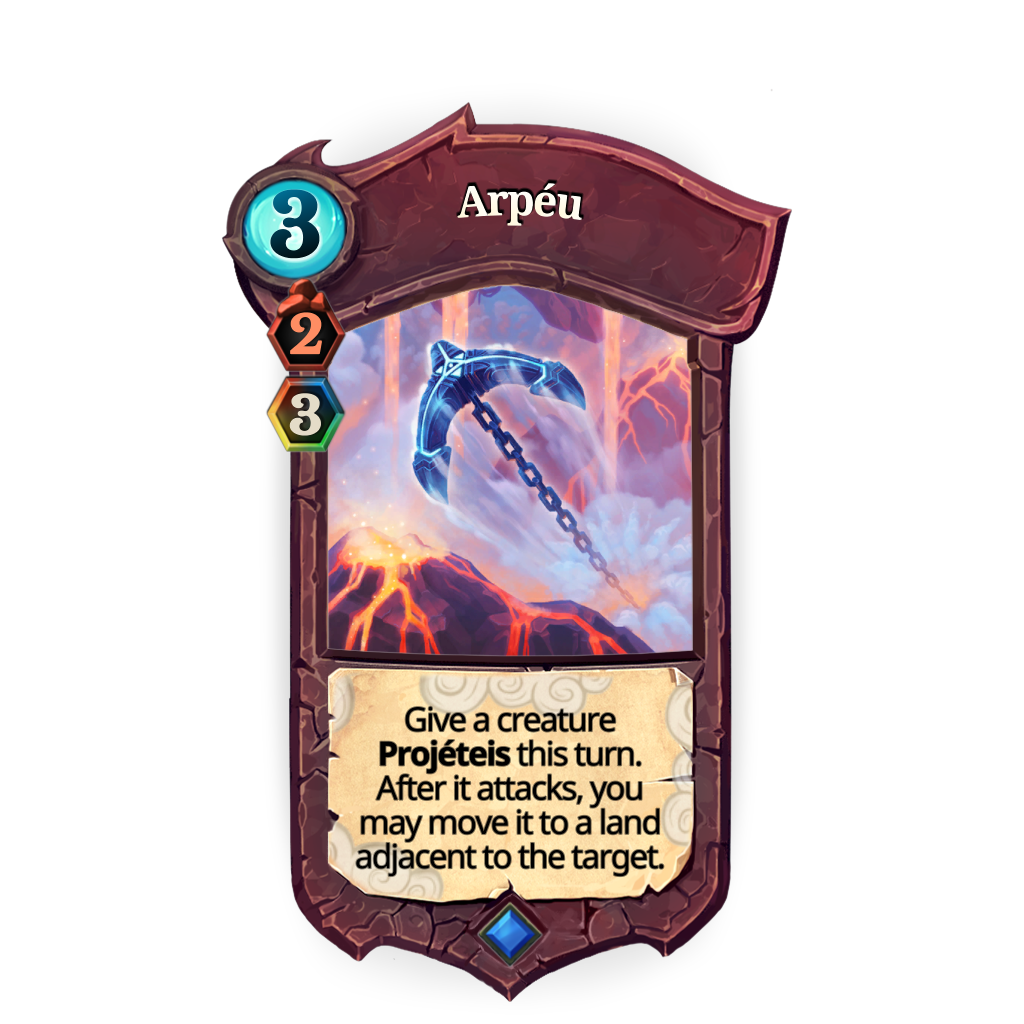 Arpéu
3
2
3
Give a creature
Projéteis this turn.
After it attacks, you
may move it to a land
adjacent to the target.